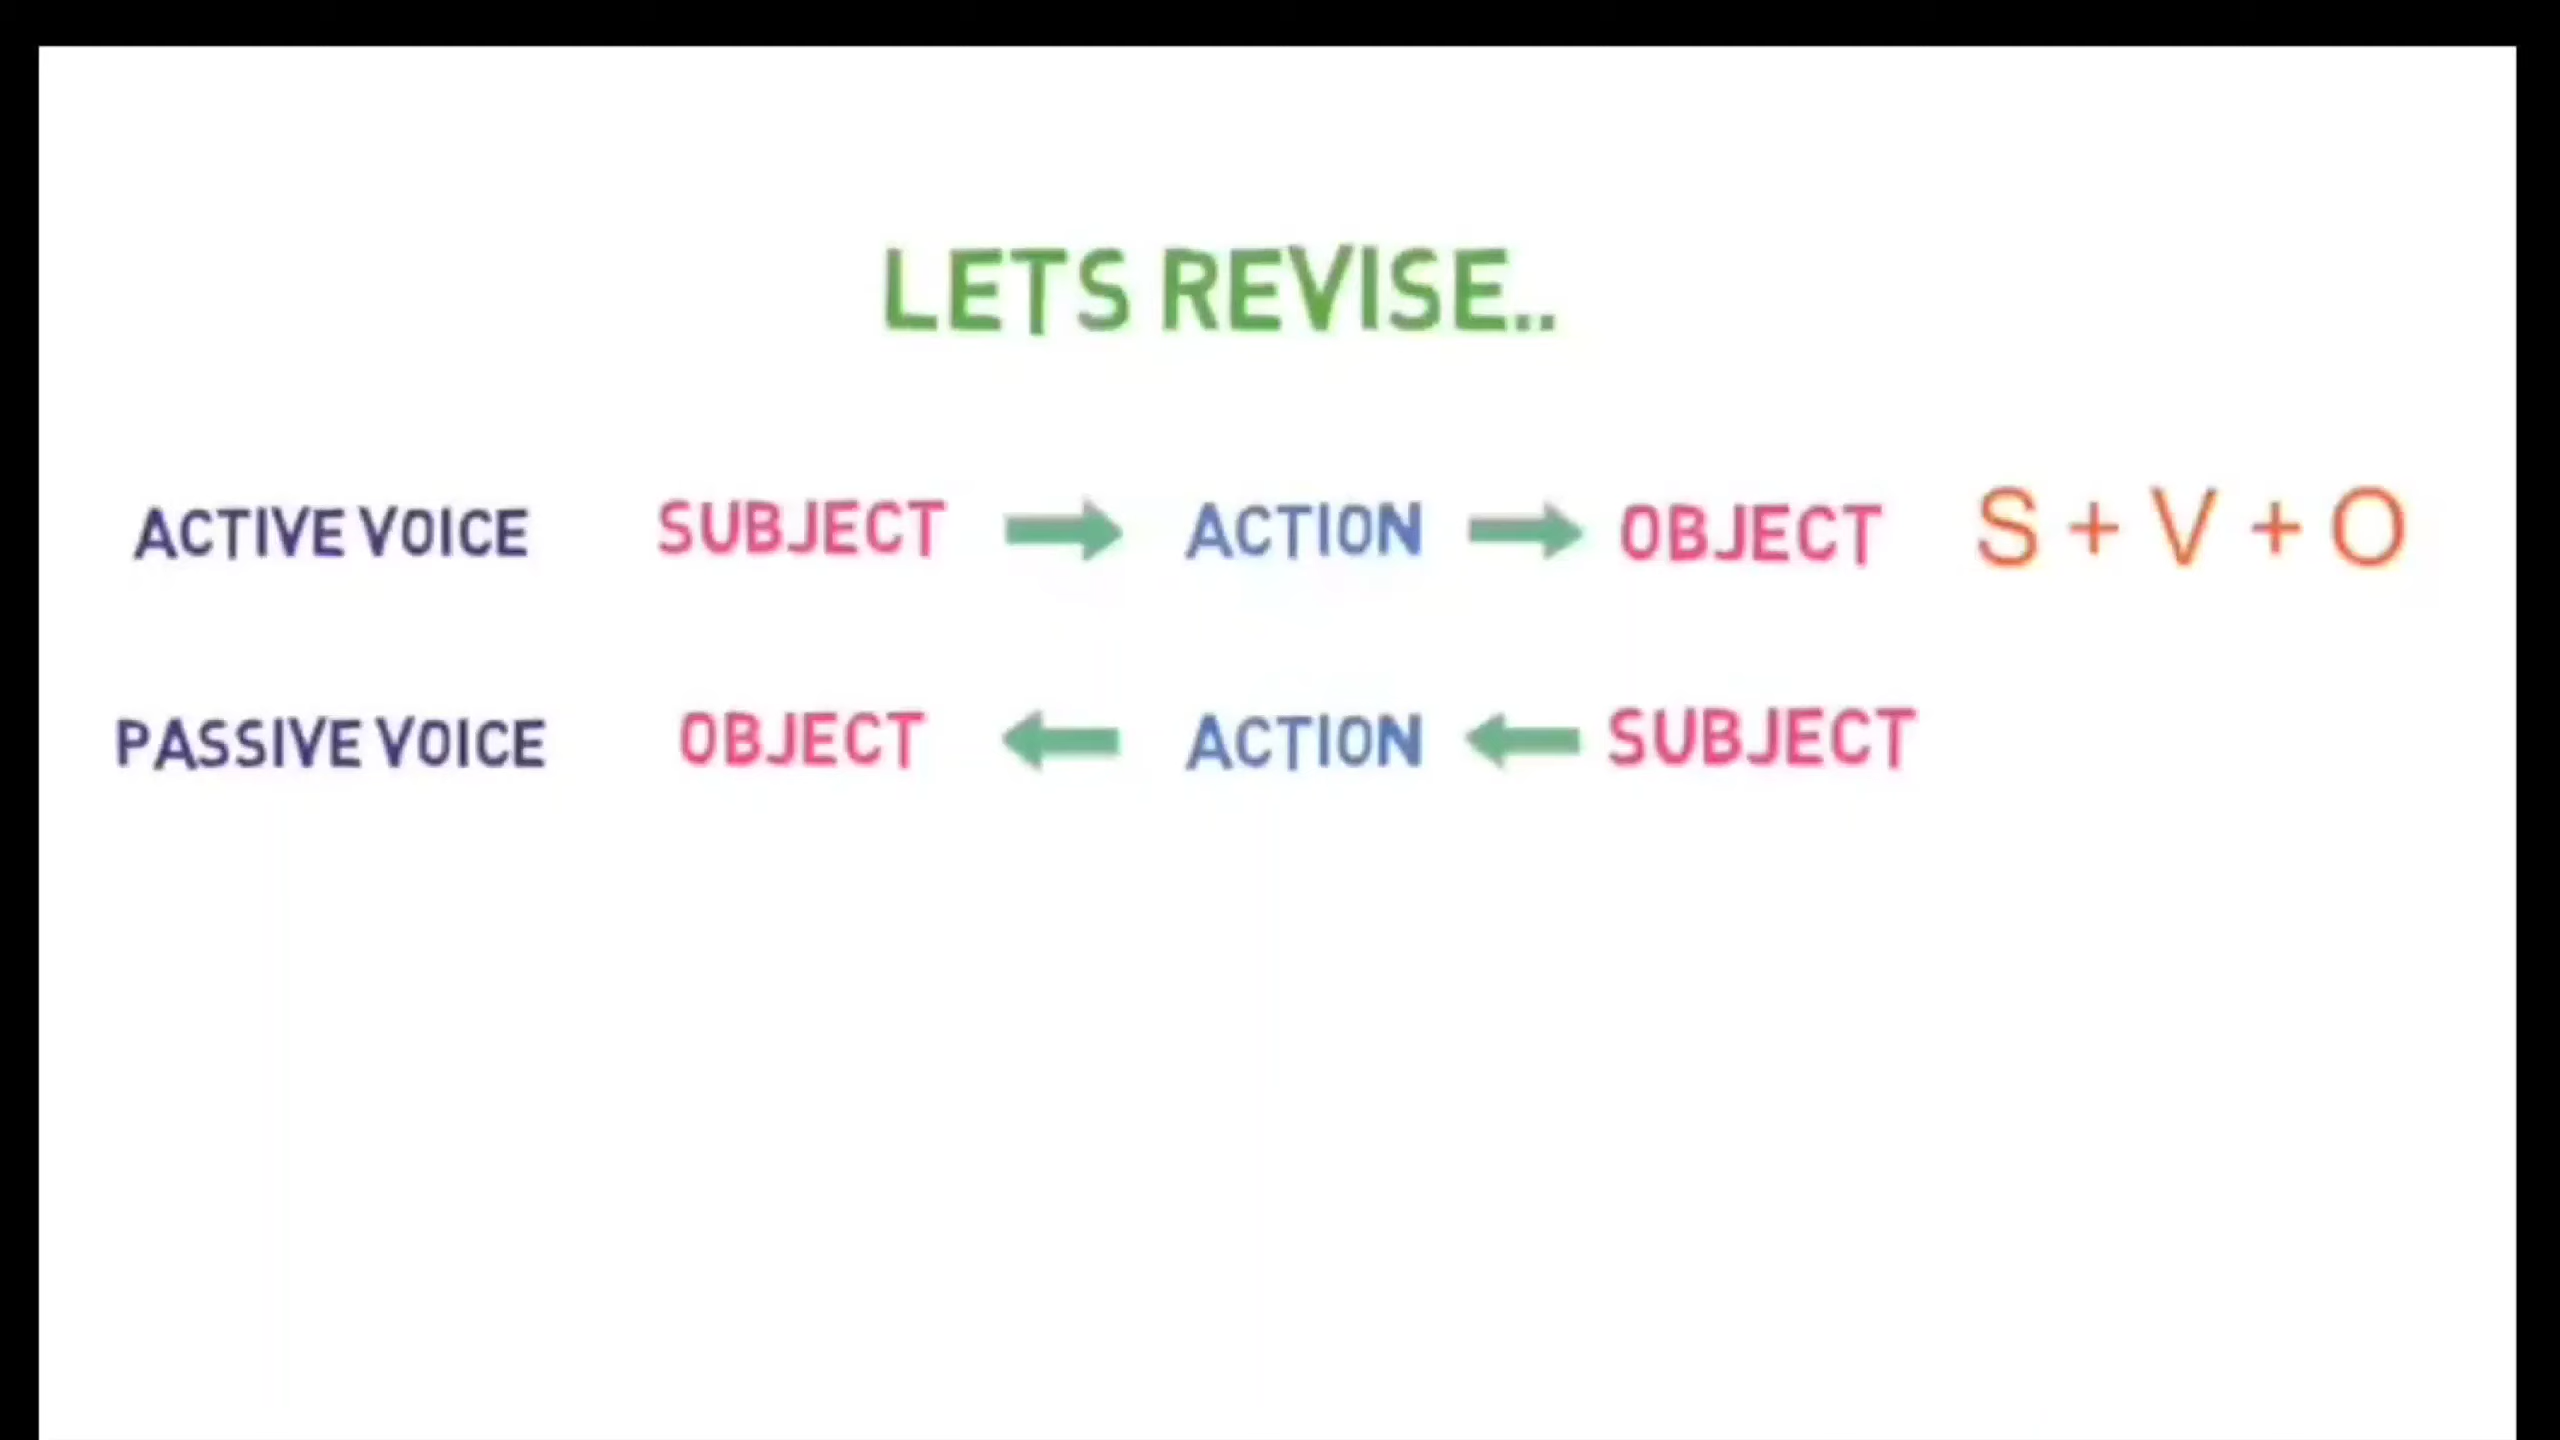 LETS REVISE..
ACTIVE VOICE SUBJECT ACTION OBJECT S + V + O
PASSIVE VOICE OBJECT ACTION SUBJECT